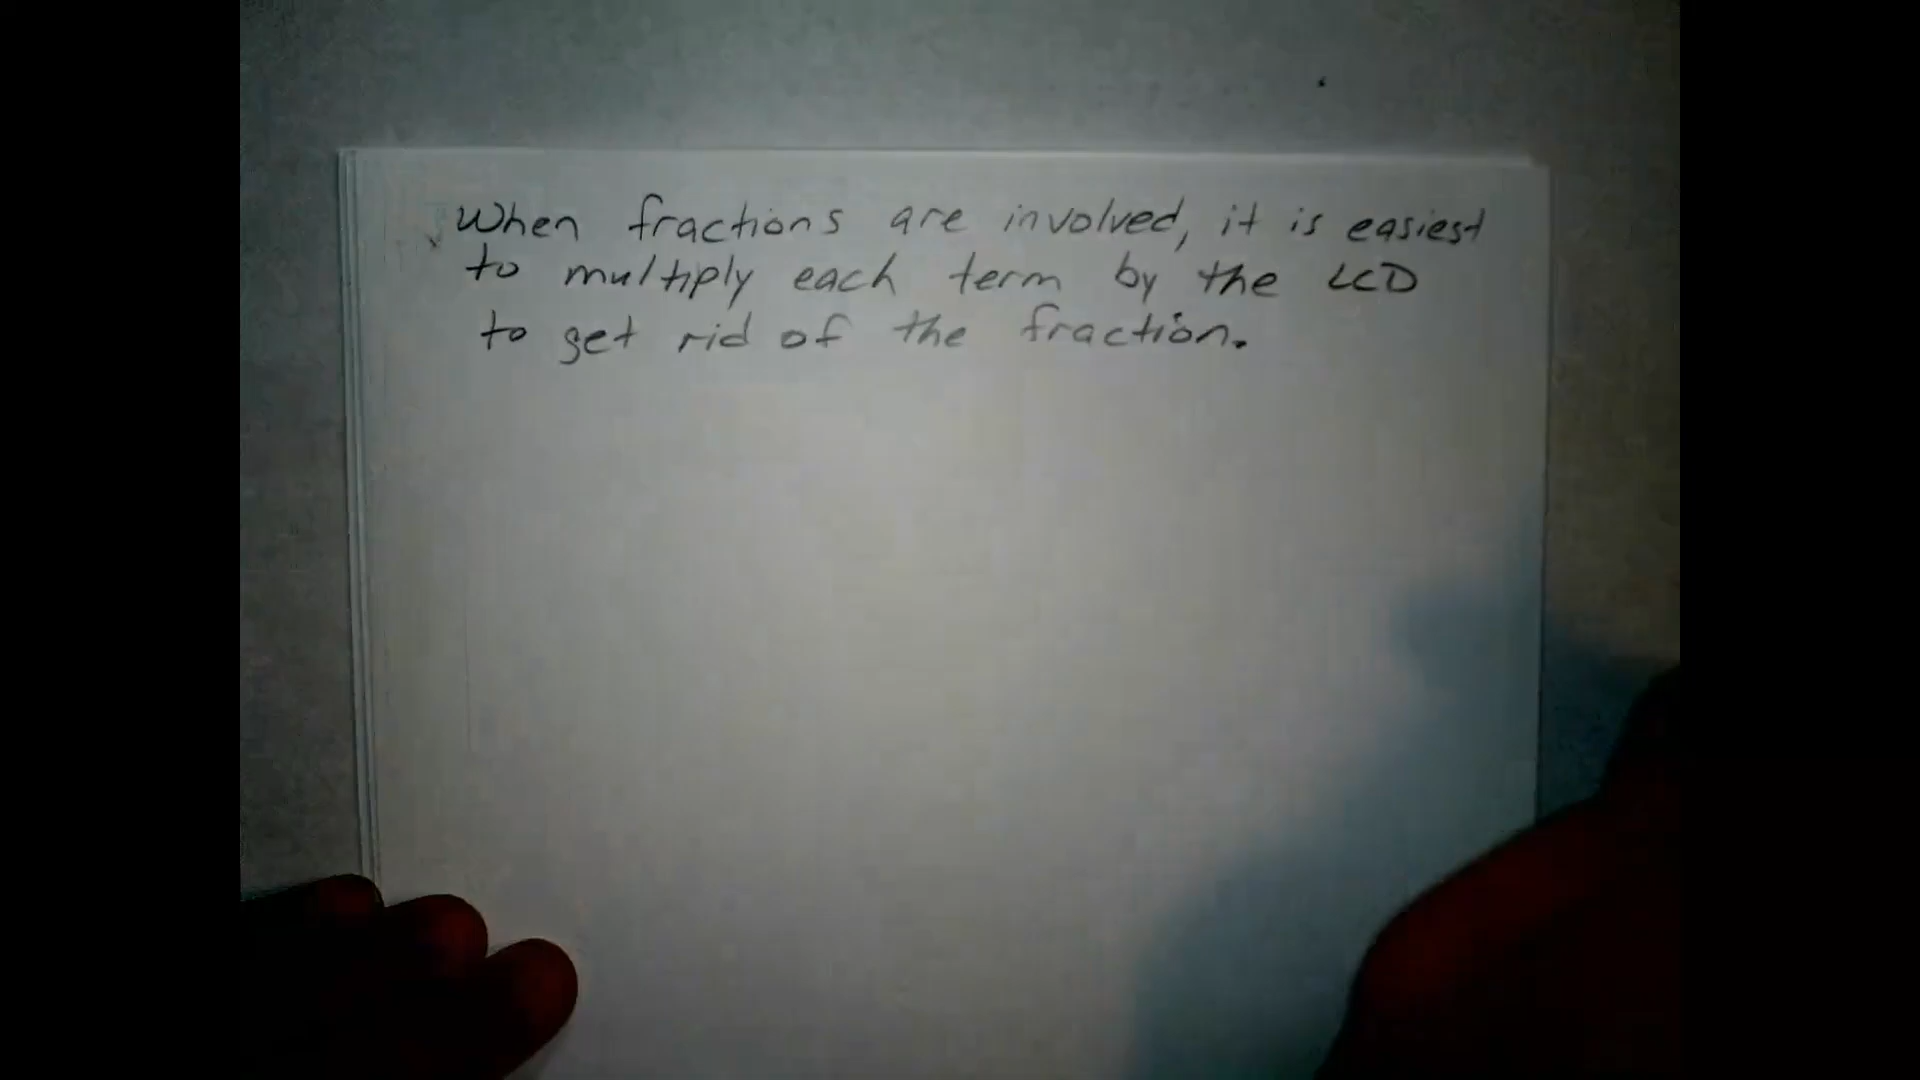 When fractions are involved, it is easiest
to multiply each term by the LCD
to get rid of the fraction.